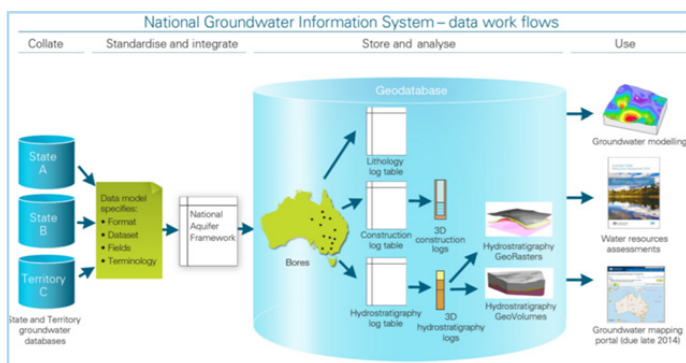 National Groundwater Information System – data work flows
Collate
Standardise and integrate
Store and analyse
Use
State
A
State
B
Territory
C
State and Territory
groundwater
databases
Data model
specifies:
• Format
• Dataset
• Fields
• Terminology
National
Aquifer
Framework
Geodatabase
Bores
Lithology
log table
Construction
log table
3D
construction
logs
Hydrostratigraphy
log table
3D
hydrostratigraphy
logs
Hydrostratigraphy
GeoRasters
Hydrostratigraphy
GeoVolumes
Groundwater modelling
Water resources
assessments
Groundwater mapping
portal (due late 2014)